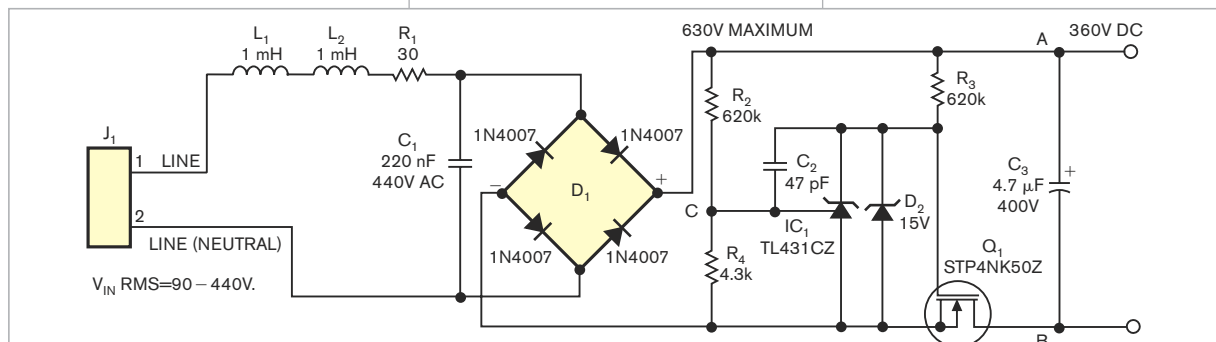 L1
1 mH
L2
1 mH
R1
30
630V MAXIMUM
A
360V DC
R2
620k
R3
620k
J1
1
LINE
2
LINE (NEUTRAL)
VIN RMS=90 – 440V.
C1
220 nF
440V AC
1N4007
1N4007
–
D1
+
1N4007
1N4007
C2
47 pF
C
IC1
TL431CZ
D2
15V
R4
4.3k
C3
4.7 µF
400V
+
Q1
STP4NK50Z
B